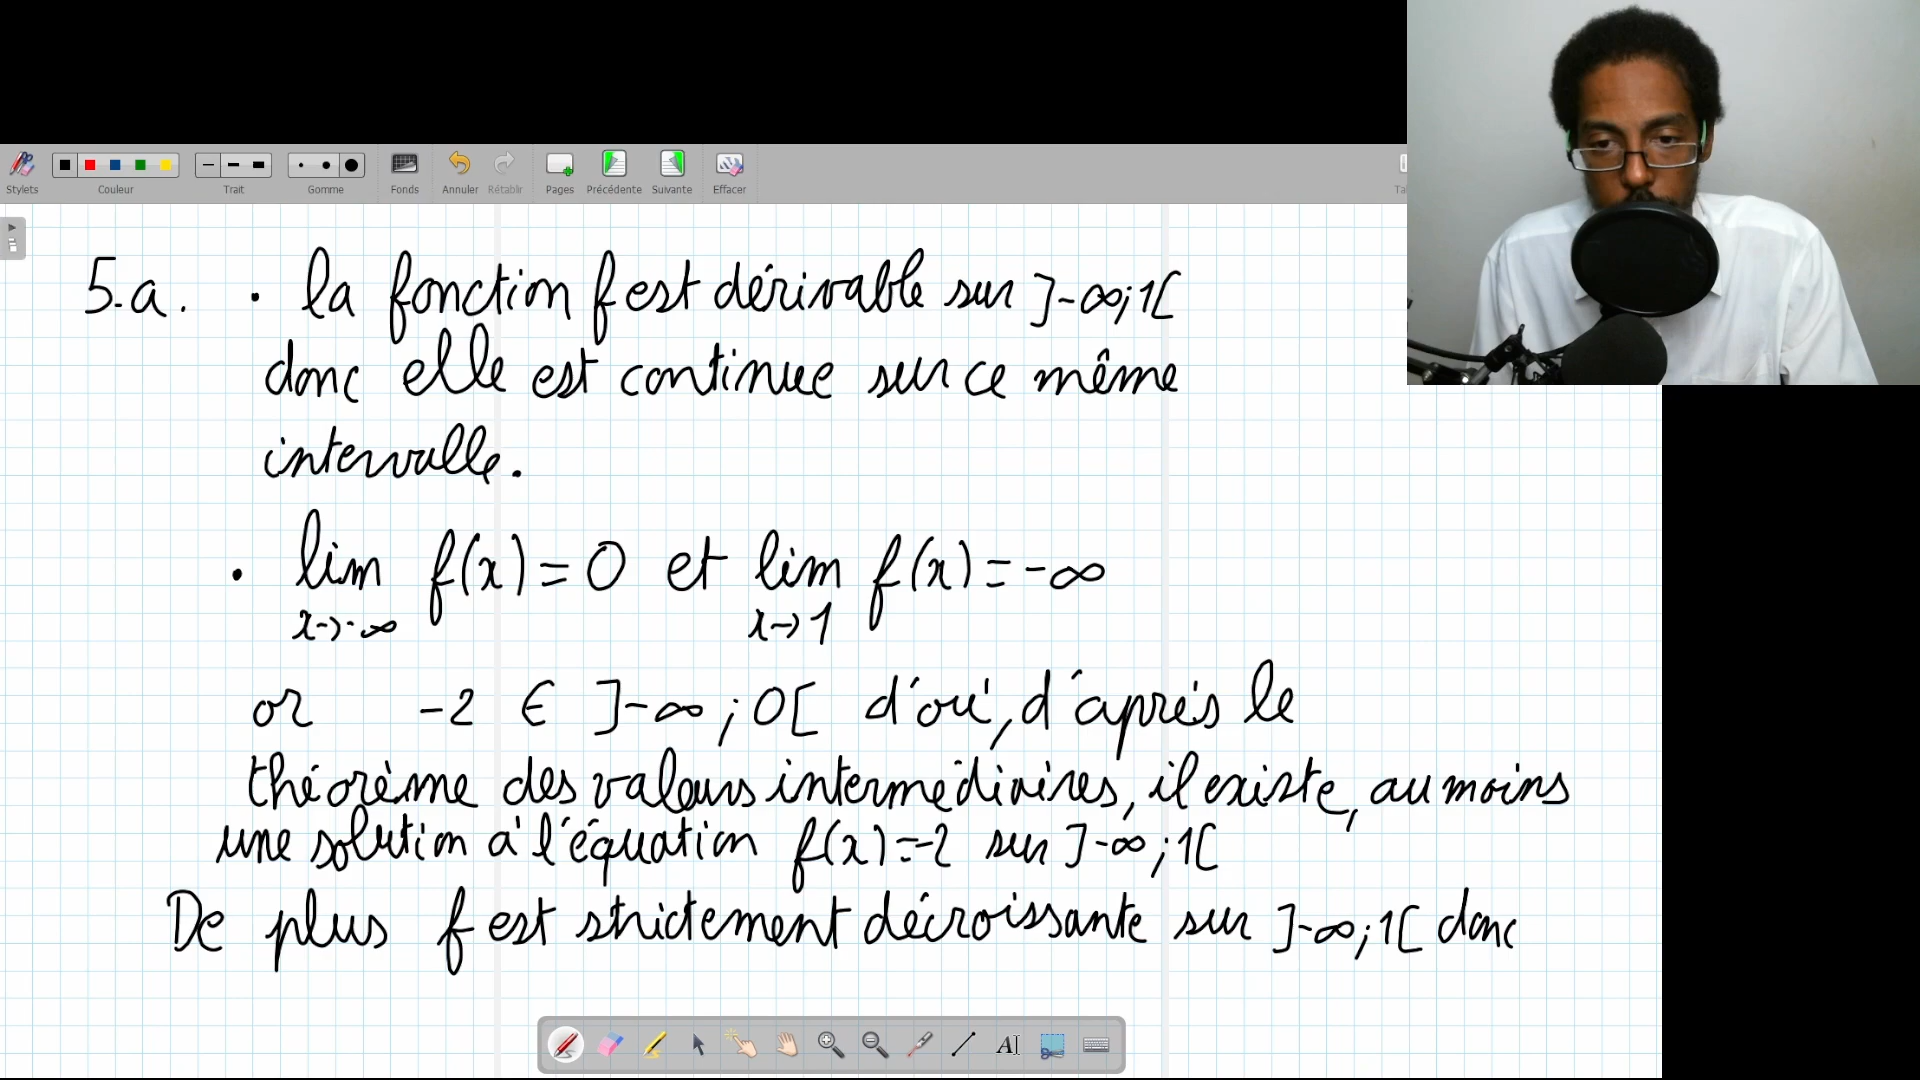 Stylets Couleur Trait Gomme Fonds Annuler Rétablir Pages Précédente Suivante Effacer
5.a. • la fonction f est dérivable sur ]-∞;1[
donc elle est continue sur ce même
intervalle.
• lim f(x)=0 et lim f(x)=-∞
x→-∞ x→1
or -2 ∈ ]-∞;0[ d'où, d'après le
théorème des valeurs intermédiaires, il existe, au moins
une solution à l'équation f(x)=-2 sur ]-∞;1[
De plus f est strictement décroissante sur ]-∞;1[ donc
AI